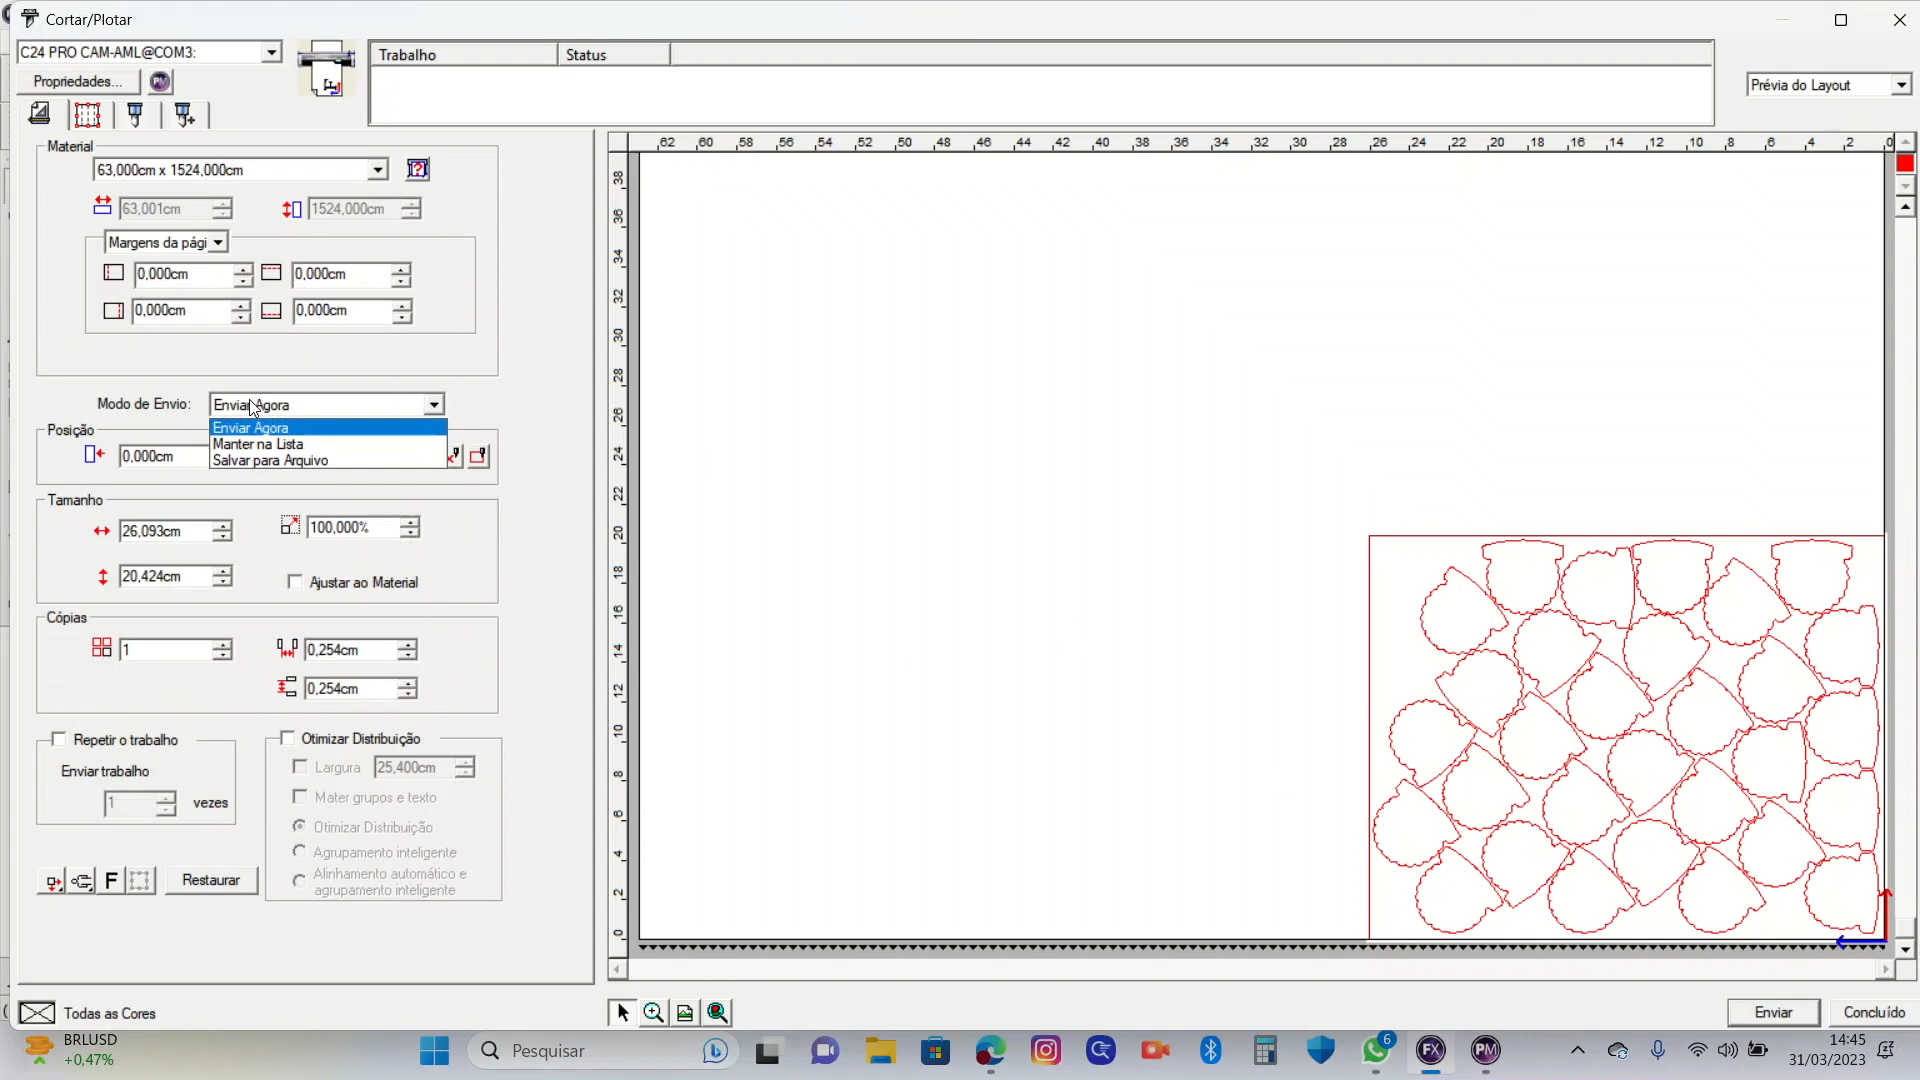 Cortar/Plotar
C24 PRO CAM-AML@COM3:
Propriedades...
PM
Trabalho
Status
Prévia do Layout
Material
63,000cm x 1524,000cm
63,001cm
1524,000cm
Margens da pági
0,000cm
0,000cm
0,000cm
0,000cm
Modo de Envio:
Enviar Agora
Enviar Agora
Manter na Lista
Salvar para Arquivo
Posição
0,000cm
Tamanho
26,093cm
100,000%
20,424cm
Ajustar ao Material
Cópias
1
0,254cm
0,254cm
Repetir o trabalho
Enviar trabalho
1
vezes
Otimizar Distribuição
Largura
25,400cm
Mater grupos e texto
Otimizar Distribuição
Agrupamento inteligente
Alinhamento automático e
agrupamento inteligente
F
Restaurar
62 60 58 56 54 52 50 48 46 44 42 40 38 36 34 32 30 28 26 24 22 20 18 16 14 12 10 8 6 4 2 0
38
36
34
32
30
28
26
24
22
20
18
16
14
12
10
8
6
4
2
0
Todas as Cores
Enviar
Concluído
BRLUSD
+0,47%
Pesquisar
6
FX
PM
14:45
31/03/2023